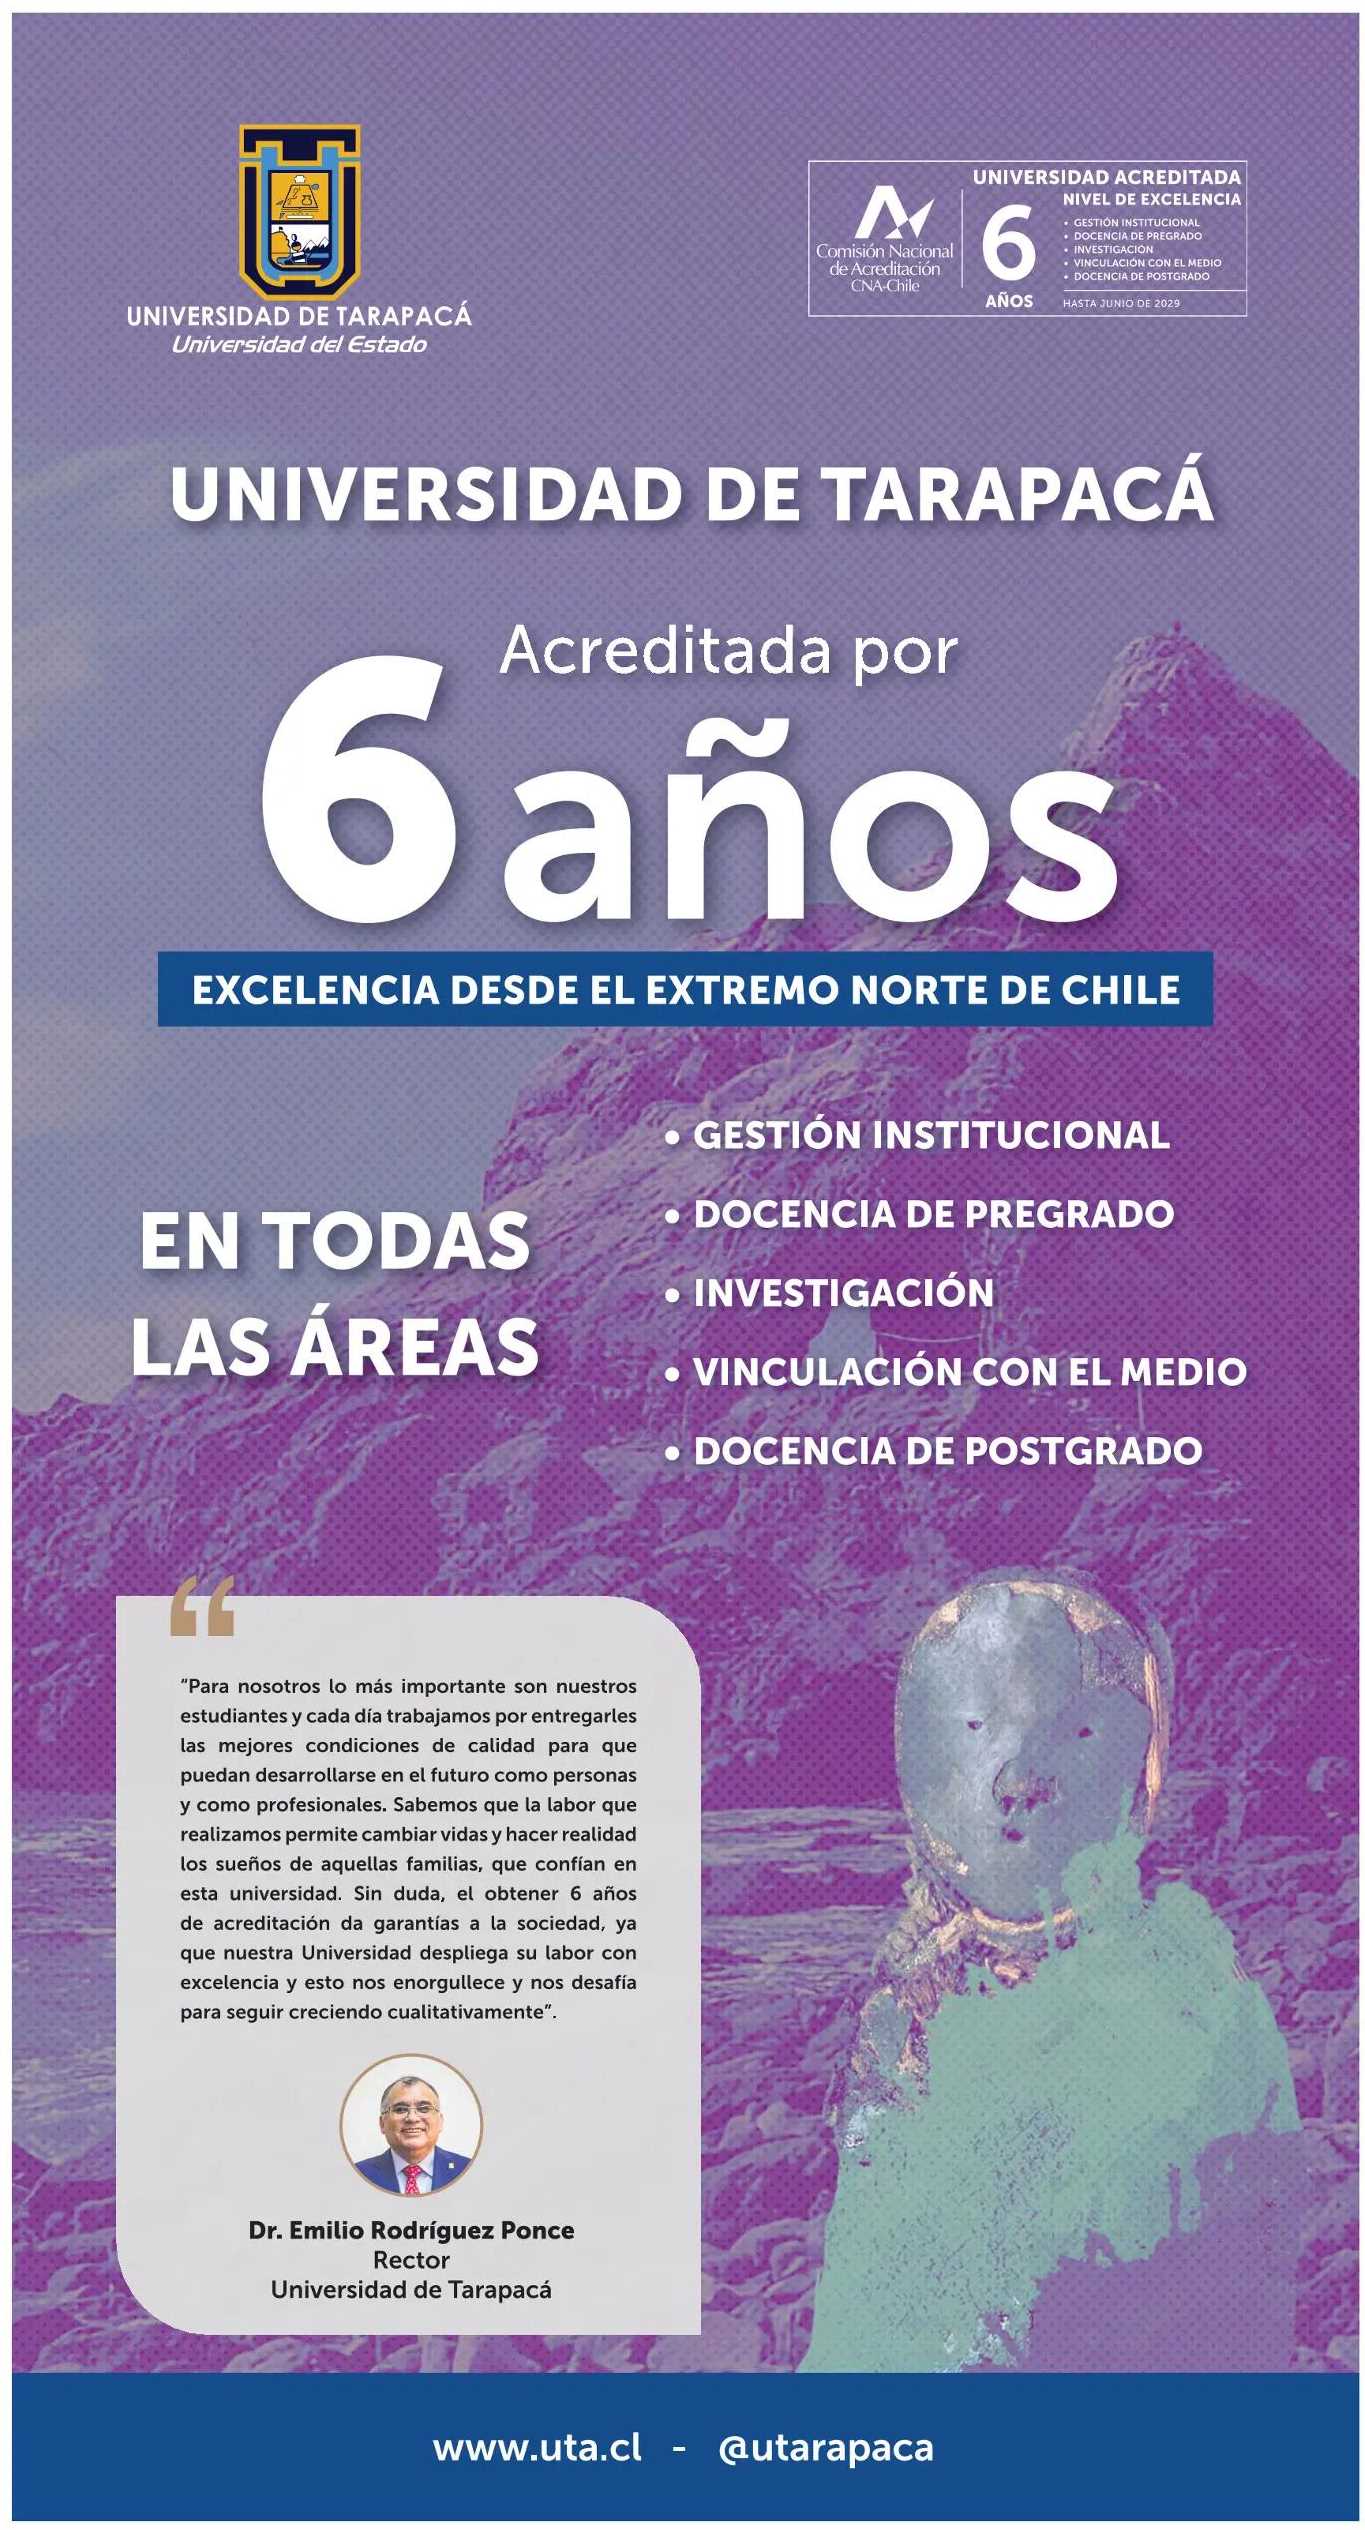 UNIVERSIDAD DE TARAPACÁ
Universidad del Estado
Comisión Nacional
de Acreditación
CNA-Chile
6
AÑOS
UNIVERSIDAD ACREDITADA
NIVEL DE EXCELENCIA
• GESTIÓN INSTITUCIONAL
• DOCENCIA DE PREGRADO
• INVESTIGACIÓN
• VINCULACIÓN CON EL MEDIO
• DOCENCIA DE POSTGRADO
HASTA JUNIO DE 2029
UNIVERSIDAD DE TARAPACÁ
Acreditada por
6 años
EXCELENCIA DESDE EL EXTREMO NORTE DE CHILE
EN TODAS
LAS ÁREAS
• GESTIÓN INSTITUCIONAL
• DOCENCIA DE PREGRADO
• INVESTIGACIÓN
• VINCULACIÓN CON EL MEDIO
• DOCENCIA DE POSTGRADO
“
“Para nosotros lo más importante son nuestros
estudiantes y cada día trabajamos por entregarles
las mejores condiciones de calidad para que
puedan desarrollarse en el futuro como personas
y como profesionales. Sabemos que la labor que
realizamos permite cambiar vidas y hacer realidad
los sueños de aquellas familias, que confían en
esta universidad. Sin duda, el obtener 6 años
de acreditación da garantías a la sociedad, ya
que nuestra Universidad despliega su labor con
excelencia y esto nos enorgullece y nos desafía
para seguir creciendo cualitativamente”.
Dr. Emilio Rodríguez Ponce
Rector
Universidad de Tarapacá
www.uta.cl - @utarapaca